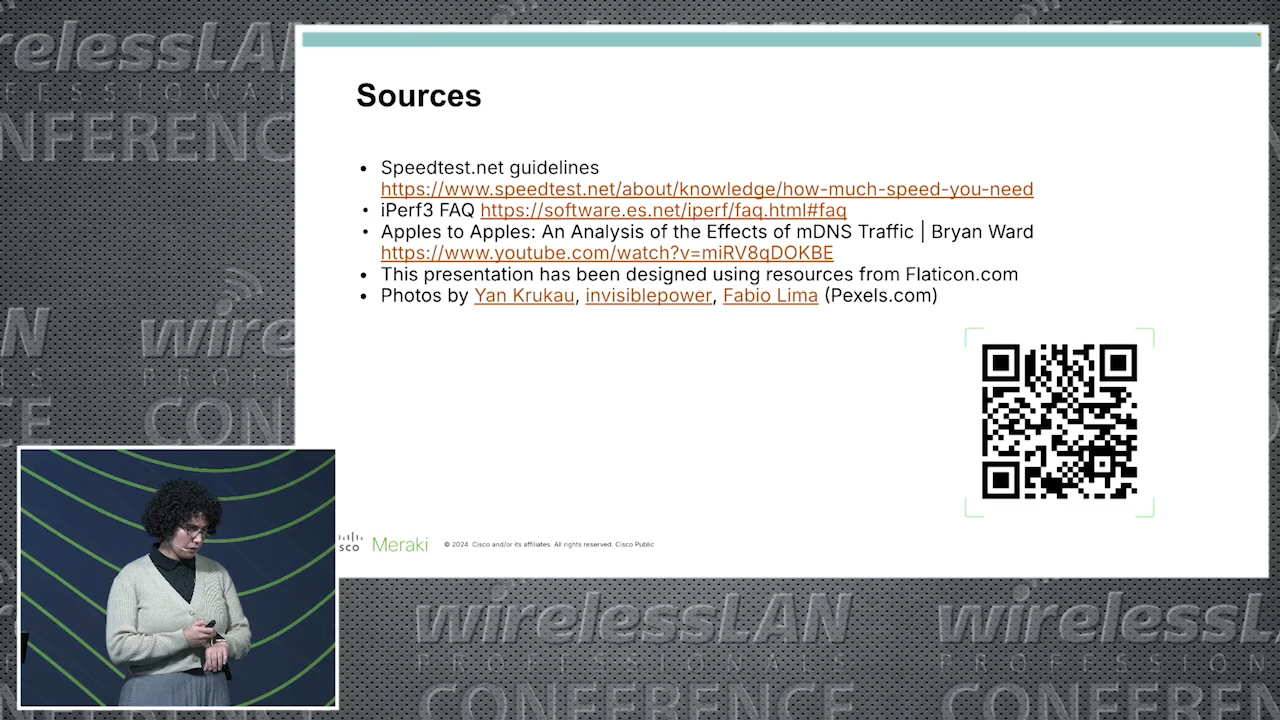 Sources
• Speedtest.net guidelines
https://www.speedtest.net/about/knowledge/how-much-speed-you-need
• iPerf3 FAQ https://software.es.net/iperf/faq.html#faq
• Apples to Apples: An Analysis of the Effects of mDNS Traffic | Bryan Ward
https://www.youtube.com/watch?v=miRV8qDOKBE
• This presentation has been designed using resources from Flaticon.com
• Photos by Yan Krukau, invisiblepower, Fabio Lima (Pexels.com)
sco Meraki © 2024 Cisco and/or its affiliates. All rights reserved. Cisco Public
wirelessLAN
PROFESSIONALS
CONFERENCE